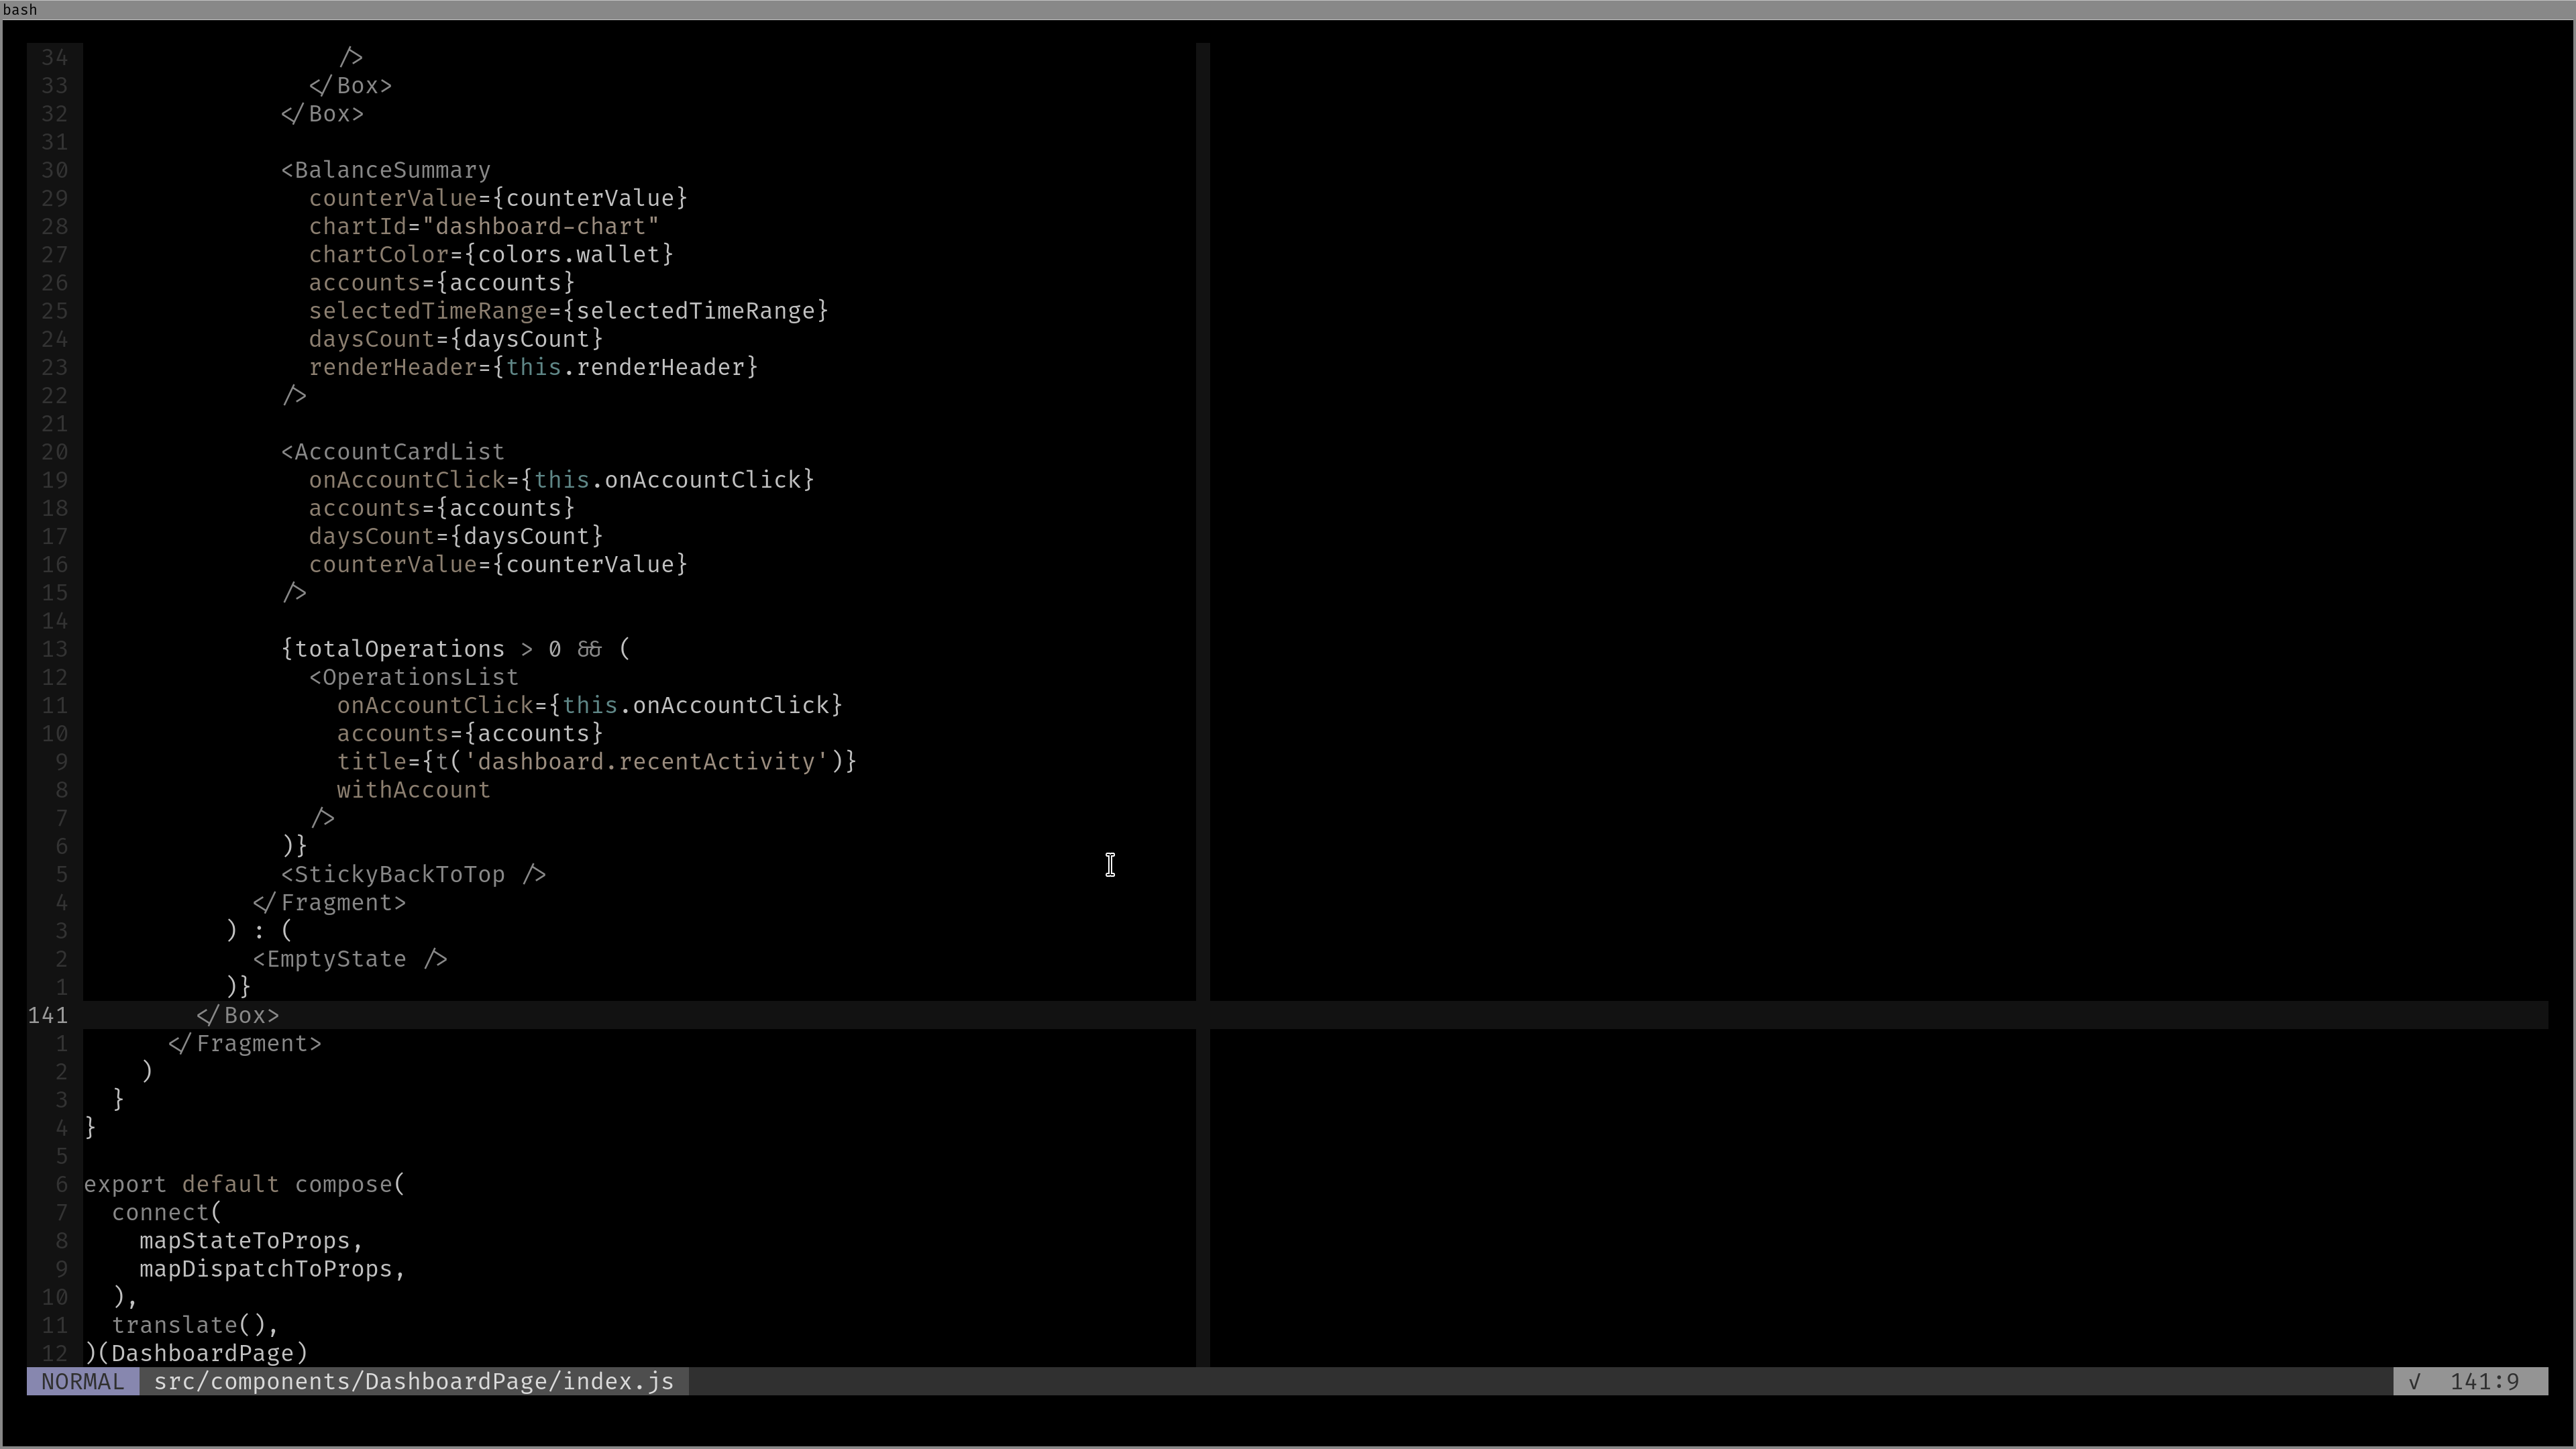 bash
34                   />
33                 </Box>
32               </Box>
31
30               <BalanceSummary
29                 counterValue={counterValue}
28                 chartId="dashboard-chart"
27                 chartColor={colors.wallet}
26                 accounts={accounts}
25                 selectedTimeRange={selectedTimeRange}
24                 daysCount={daysCount}
23                 renderHeader={this.renderHeader}
22               />
21
20               <AccountCardList
19                 onAccountClick={this.onAccountClick}
18                 accounts={accounts}
17                 daysCount={daysCount}
16                 counterValue={counterValue}
15               />
14
13               {totalOperations > 0 && (
12                 <OperationsList
11                   onAccountClick={this.onAccountClick}
10                   accounts={accounts}
9                   title={t('dashboard.recentActivity')}
8                   withAccount
7                 />
6               )}
5               <StickyBackToTop />
4             </Fragment>
3           ) : (
2             <EmptyState />
1           )}
141         </Box>
1       </Fragment>
2     )
3   }
4 }
5
6 export default compose(
7   connect(
8     mapStateToProps,
9     mapDispatchToProps,
10   ),
11   translate(),
12 )(DashboardPage)
NORMAL src/components/DashboardPage/index.js √ 141:9